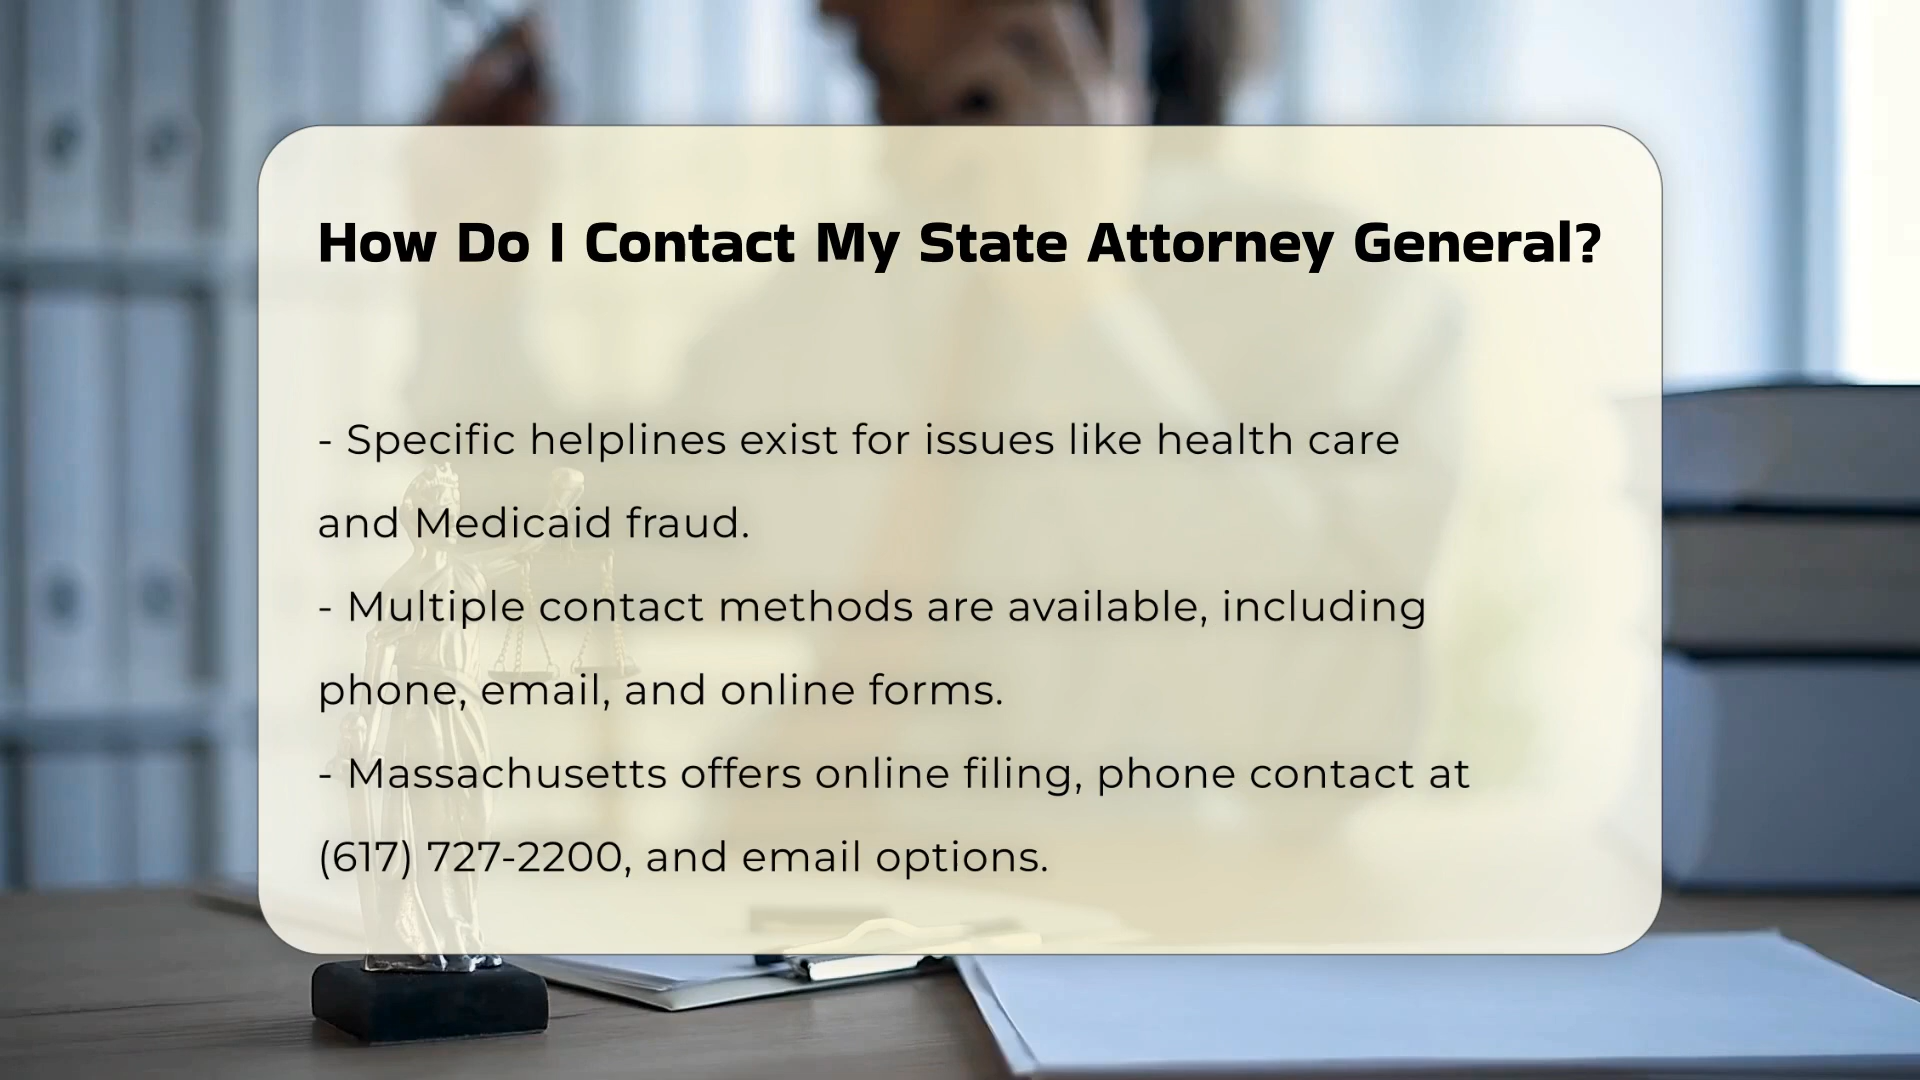 How Do I Contact My State Attorney General?
- Specific helplines exist for issues like health care
and Medicaid fraud.
- Multiple contact methods are available, including
phone, email, and online forms.
- Massachusetts offers online filing, phone contact at
(617) 727-2200, and email options.